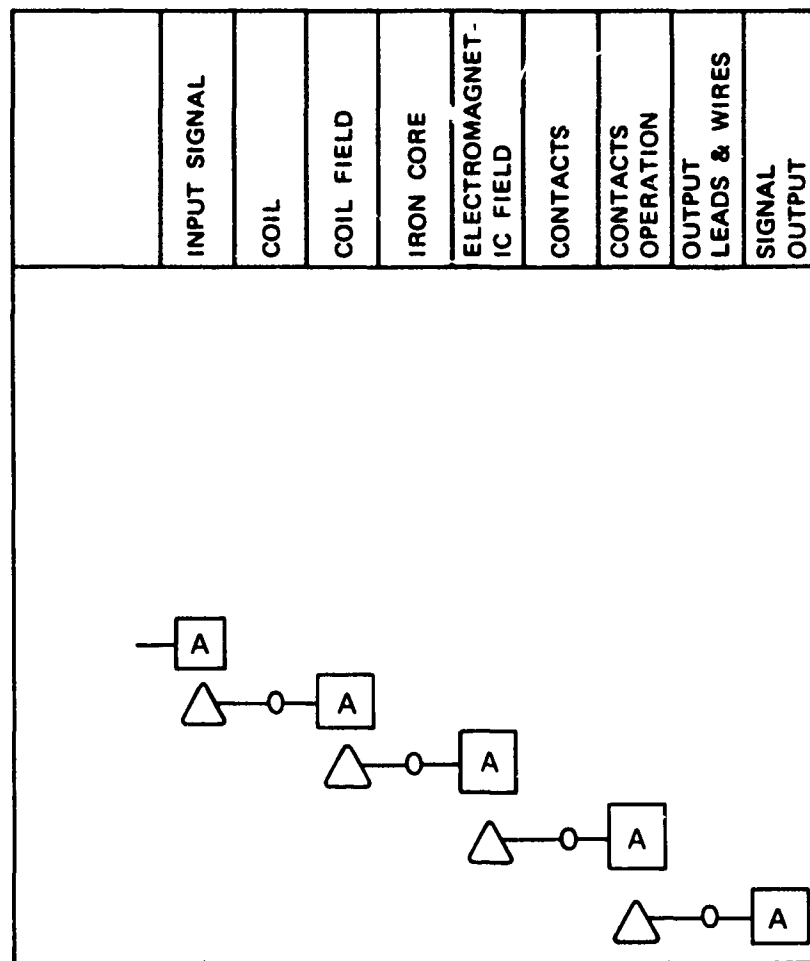 INPUT SIGNAL
COIL
COIL FIELD
IRON CORE
ELECTROMAGNET-
IC FIELD
CONTACTS
CONTACTS
OPERATION
OUTPUT
LEADS & WIRES
SIGNAL
OUTPUT
A
A
A
A
A